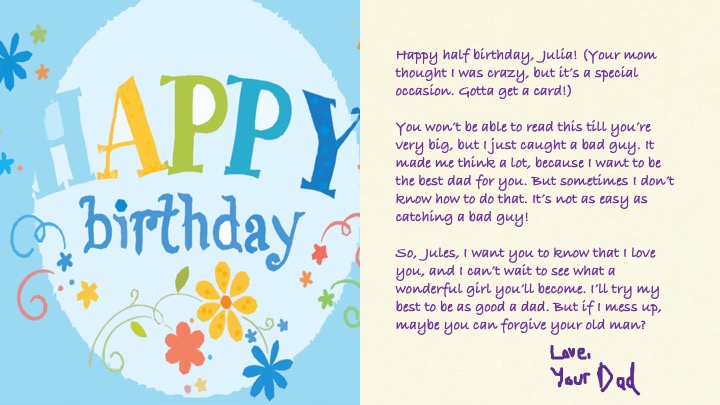 HAPPY
birthday
Happy half birthday, Julia! (Your mom
thought I was crazy, but it's a special
occasion. Gotta get a card!)
You won't be able to read this till you're
very big, but I just caught a bad guy. It
made me think a lot, because I want to be
the best dad for you. But sometimes I don't
know how to do that. It's not as easy as
catching a bad guy!
So, Jules, I want you to know that I love
you, and I can't wait to see what a
wonderful girl you'll become. I'll try my
best to be as good a dad. But if I mess up,
maybe you can forgive your old man?
Love,
Your Dad